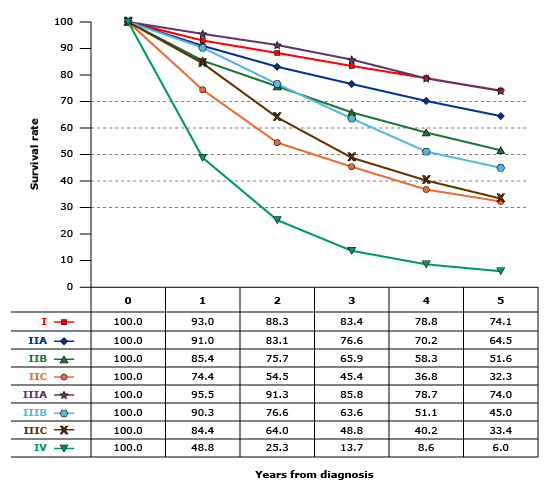 100
90
80
70
60
50
40
30
20
10
0
Survival rate
0 1 2 3 4 5
I 100.0 93.0 88.3 83.4 78.8 74.1
IIA 100.0 91.0 83.1 76.6 70.2 64.5
IIB 100.0 85.4 75.7 65.9 58.3 51.6
IIC 100.0 74.4 54.5 45.4 36.8 32.3
IIIA 100.0 95.5 91.3 85.8 78.7 74.0
IIIB 100.0 90.3 76.6 63.6 51.1 45.0
IIIC 100.0 84.4 64.0 48.8 40.2 33.4
IV 100.0 48.8 25.3 13.7 8.6 6.0
Years from diagnosis